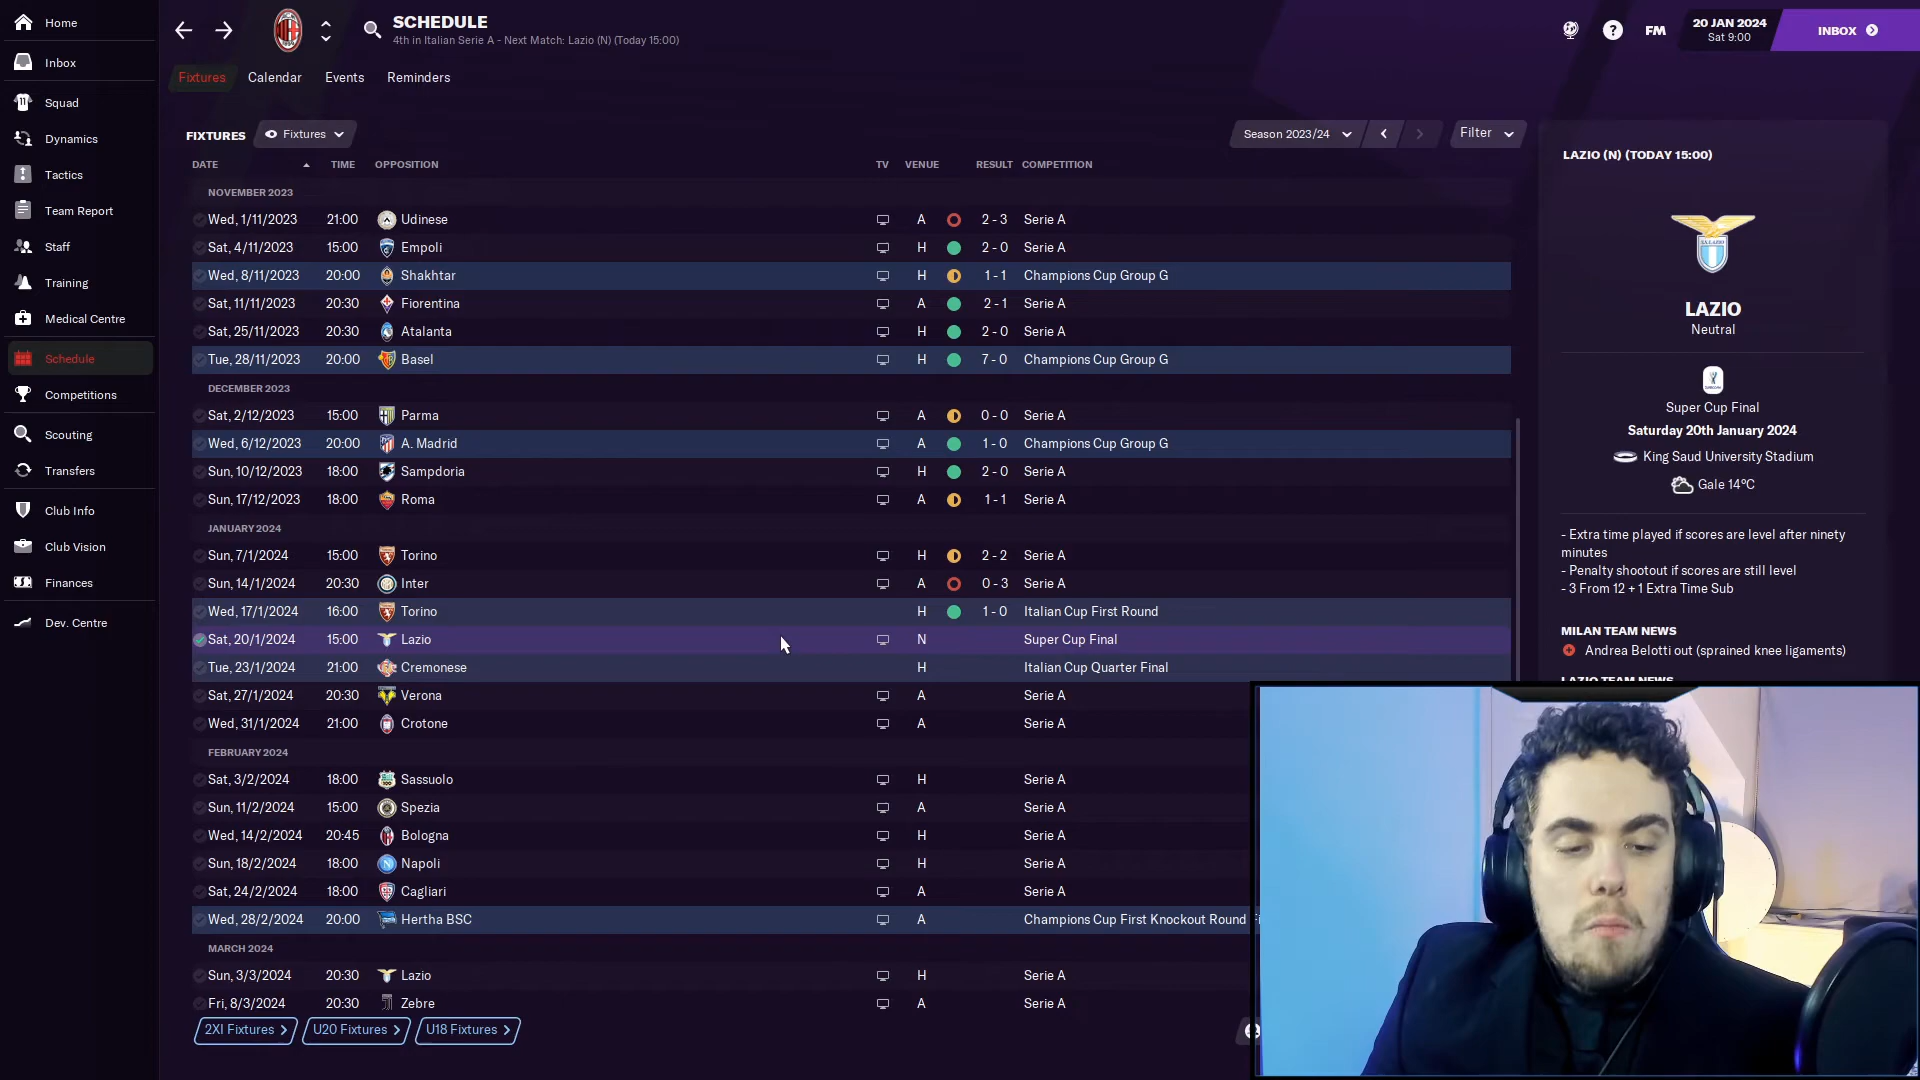 Home
Inbox
Squad
Dynamics
Tactics
Team Report
Staff
Training
Medical Centre
Schedule
Competitions
Scouting
Transfers
Club Info
Club Vision
Finances
Dev. Centre
SCHEDULE
4th in Italian Serie A - Next Match: Lazio (N) (Today 15:00)
? FM 20 JAN 2024 INBOX
Sat 9:00
Fixtures Calendar Events Reminders
FIXTURES Fixtures Season 2023/24 Filter
DATE TIME OPPOSITION TV VENUE RESULT COMPETITION
NOVEMBER 2023
Wed, 1/11/2023 21:00 Udinese A 2 - 3 Serie A
Sat, 4/11/2023 15:00 Empoli H 2 - 0 Serie A
Wed, 8/11/2023 20:00 Shakhtar H 1 - 1 Champions Cup Group G
Sat, 11/11/2023 20:30 Fiorentina A 2 - 1 Serie A
Sat, 25/11/2023 20:30 Atalanta H 2 - 0 Serie A
Tue, 28/11/2023 20:00 Basel H 7 - 0 Champions Cup Group G
DECEMBER 2023
Sat, 2/12/2023 15:00 Parma A 0 - 0 Serie A
Wed, 6/12/2023 20:00 A. Madrid A 1 - 0 Champions Cup Group G
Sun, 10/12/2023 18:00 Sampdoria H 2 - 0 Serie A
Sun, 17/12/2023 18:00 Roma A 1 - 1 Serie A
JANUARY 2024
Sun, 7/1/2024 15:00 Torino H 2 - 2 Serie A
Sun, 14/1/2024 20:30 Inter A 0 - 3 Serie A
Wed, 17/1/2024 16:00 Torino H 1 - 0 Italian Cup First Round
Sat, 20/1/2024 15:00 Lazio N Super Cup Final
Tue, 23/1/2024 21:00 Cremonese H Italian Cup Quarter Final
Sat, 27/1/2024 20:30 Verona A Serie A
Wed, 31/1/2024 21:00 Crotone A Serie A
FEBRUARY 2024
Sat, 3/2/2024 18:00 Sassuolo H Serie A
Sun, 11/2/2024 15:00 Spezia A Serie A
Wed, 14/2/2024 20:45 Bologna H Serie A
Sun, 18/2/2024 18:00 Napoli H Serie A
Sat, 24/2/2024 18:00 Cagliari A Serie A
Wed, 28/2/2024 20:00 Hertha BSC A Champions Cup First Knockout Round
MARCH 2024
Sun, 3/3/2024 20:30 Lazio H Serie A
Fri, 8/3/2024 20:30 Zebre A Serie A
2XI Fixtures U20 Fixtures U18 Fixtures
LAZIO (N) (TODAY 15:00)
LAZIO
Neutral
Super Cup Final
Saturday 20th January 2024
King Saud University Stadium
Gale 14°C
- Extra time played if scores are level after ninety
minutes
- Penalty shootout if scores are still level
- 3 From 12 + 1 Extra Time Sub
MILAN TEAM NEWS
Andrea Belotti out (sprained knee ligaments)
LAZIO TEAM NEWS